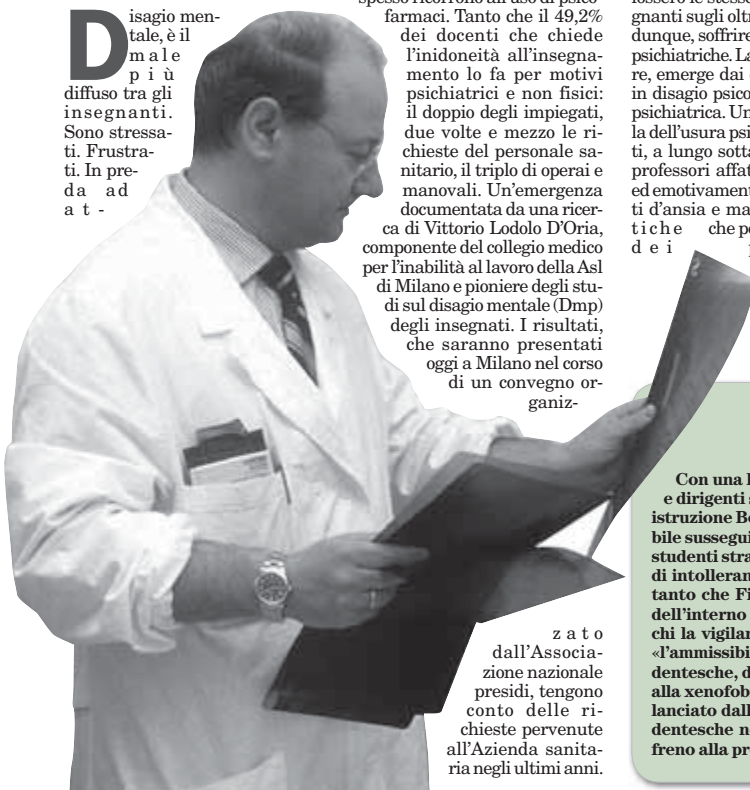 Disagio men-
tale, è il
male
più
diffuso tra gli
insegnanti.
Sono stressa-
ti. Frustra-
ti. In pre-
da ad
at-
farmaci. Tanto che il 49,2%
dei docenti che chiede
l'inidoneità all'insegna-
mento lo fa per motivi
psichiatrici e non fisici:
il doppio degli impiegati,
due volte e mezzo le ri-
chieste del personale sa-
nitario, il triplo di operai e
manovali. Un'emergenza
documentata da una ricer-
ca di Vittorio Lodolo D'Oria,
componente del collegio medico
per l'inabilità al lavoro della Asl
di Milano e pioniere degli stu-
di sul disagio mentale (Dmp)
degli insegnati. I risultati,
che saranno presentati
oggi a Milano nel corso
di un convegno or-
ganiz-
zato
dall'Associa-
zione nazionale
presidi, tengono
conto delle ri-
chieste pervenute
all'Azienda sanita-
ria negli ultimi anni.
gnanti sugli oltr
dunque, soffrire
psichiatriche. La
re, emerge dai
in disagio psico
psichiatrica. Un
la dell'usura psi
ti, a lungo sotta
professori affat
ed emotivament
ti d'ansia e ma
tiche che pe
dei
Con una
e dirigenti
istruzione Be
bile sussegui
studenti stra
di intolleran
tanto che Fi
dell'interno
chi la vigilan
«l'ammissibi
dentesche, d
alla xenofob
lanciato dall
dentesche n
freno alla pr